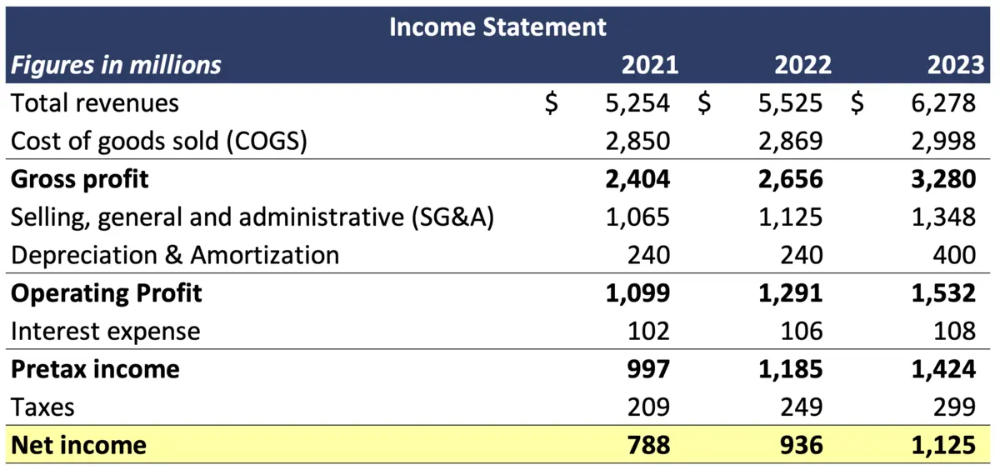 Income Statement
Figures in millions 2021 2022 2023
Total revenues $ 5,254 $ 5,525 $ 6,278
Cost of goods sold (COGS) 2,850 2,869 2,998
Gross profit 2,404 2,656 3,280
Selling, general and administrative (SG&A) 1,065 1,125 1,348
Depreciation & Amortization 240 240 400
Operating Profit 1,099 1,291 1,532
Interest expense 102 106 108
Pretax income 997 1,185 1,424
Taxes 209 249 299
Net income 788 936 1,125